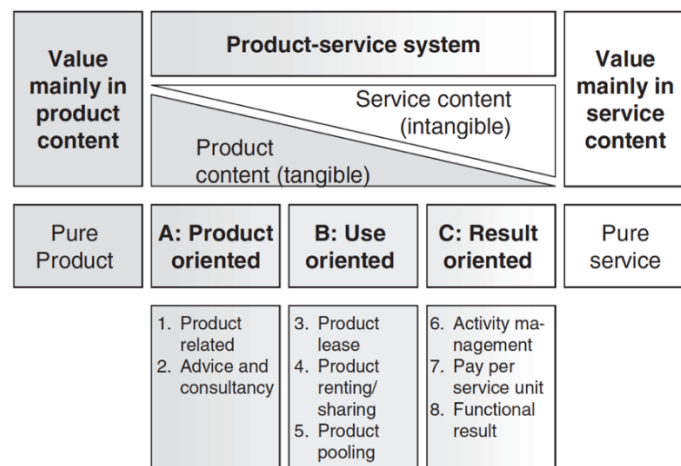 Value
mainly in
product
content
Product-service system
Service content
(intangible)
Product
content (tangible)
Value
mainly in
service
content
Pure
Product
A: Product
oriented
B: Use
oriented
C: Result
oriented
Pure
service
1. Product
related
2. Advice and
consultancy
3. Product
lease
4. Product
renting/
sharing
5. Product
pooling
6. Activity ma-
nagement
7. Pay per
service unit
8. Functional
result